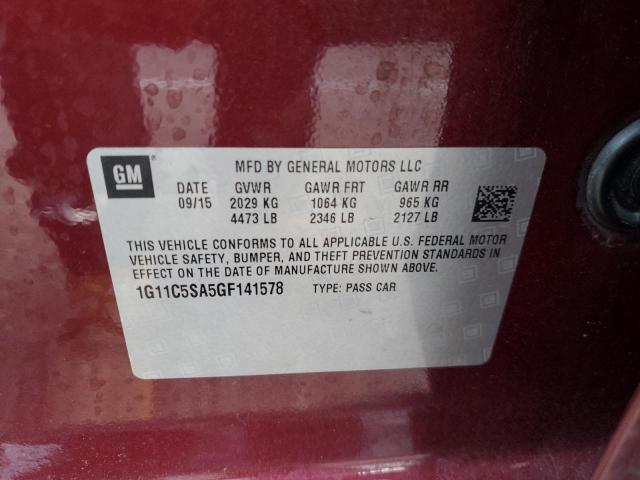 GM
MFD BY GENERAL MOTORS LLC
DATE GVWR GAWR FRT GAWR RR
09/15 2029 KG 1064 KG 965 KG
4473 LB 2346 LB 2127 LB
THIS VEHICLE CONFORMS TO ALL APPLICABLE U.S. FEDERAL MOTOR
VEHICLE SAFETY, BUMPER, AND THEFT PREVENTION STANDARDS IN
EFFECT ON THE DATE OF MANUFACTURE SHOWN ABOVE.
1G11C5SA5GF141578 TYPE: PASS CAR